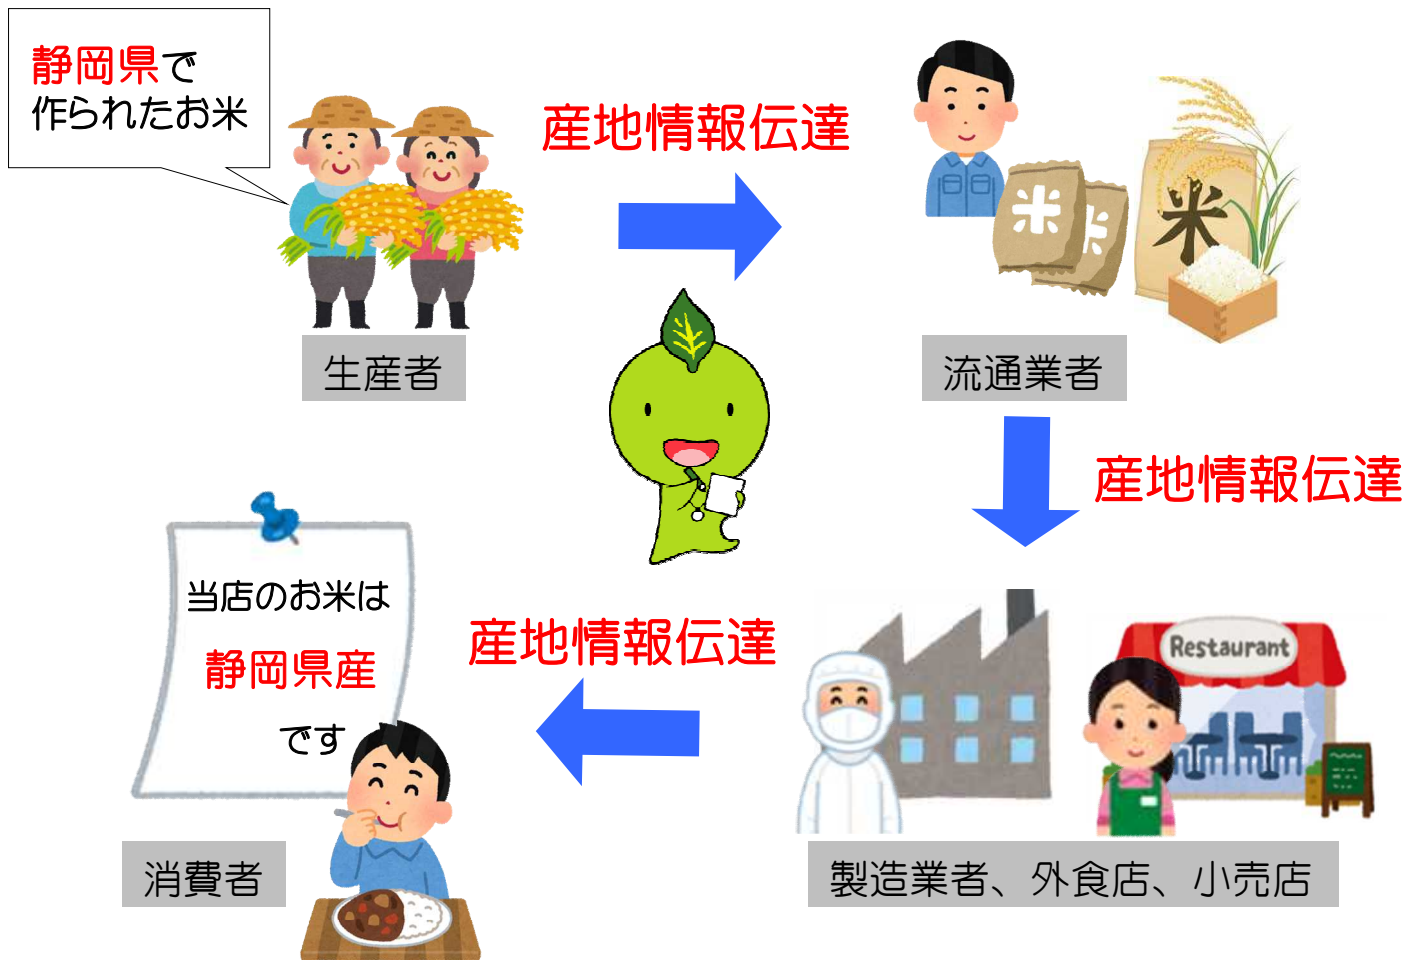 静岡県で
作られたお米
産地情報伝達
米
米
米
生産者
流通業者
産地情報伝達
当店のお米は
静岡県産
です
産地情報伝達
Restaurant
消費者
製造業者、外食店、小売店